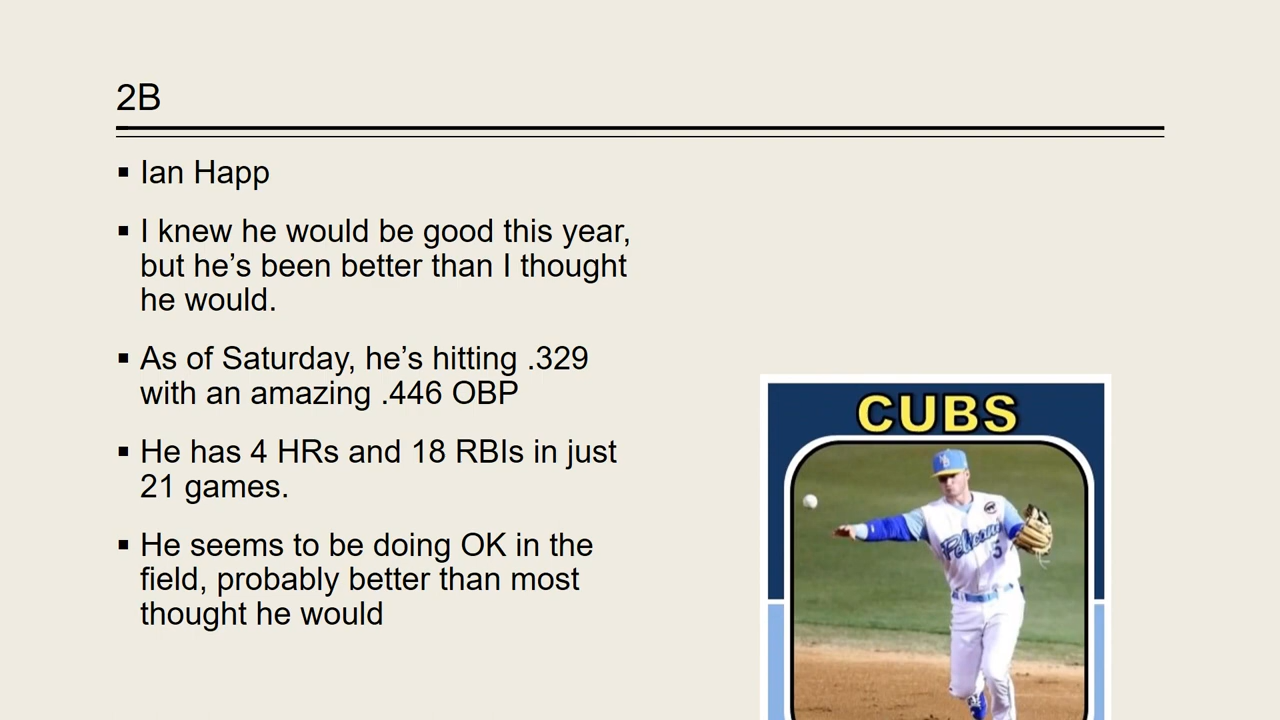 2B
▪ Ian Happ
▪ I knew he would be good this year,
but he’s been better than I thought
he would.
▪ As of Saturday, he’s hitting .329
with an amazing .446 OBP
▪ He has 4 HRs and 18 RBIs in just
21 games.
▪ He seems to be doing OK in the
field, probably better than most
thought he would
CUBS
Pelicans
5